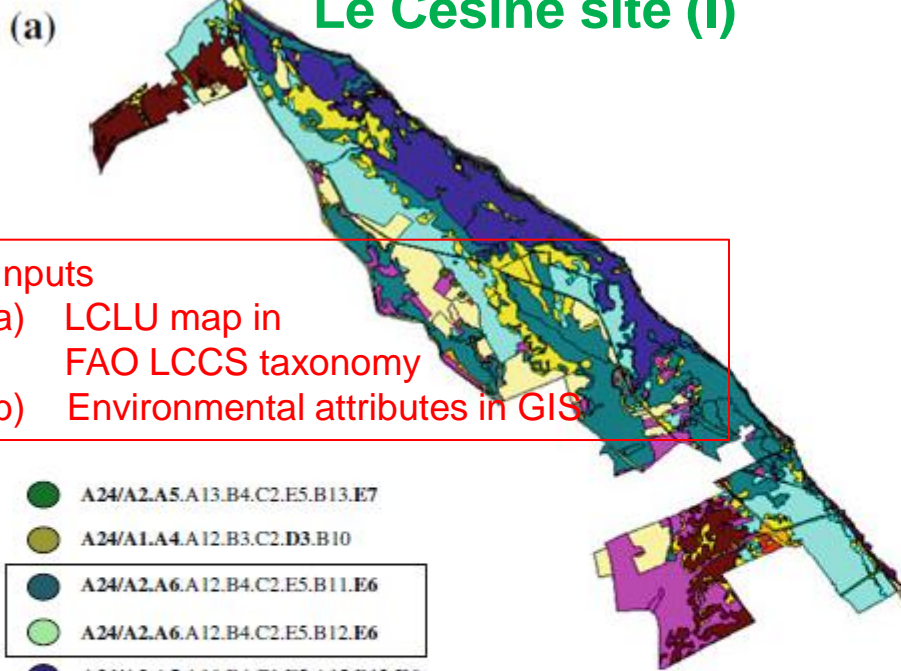 Le Cesine site (I)
(a)
nputs
a) LCLU map in
FAO LCCS taxonomy
b) Environmental attributes in GIS
A24/A2.A5.A13.B4.C2.E5.B13.E7
A24/A1.A4.A12.B3.C2.D3.B10
A24/A2.A6.A12.B4.C2.E5.B11.E6
A24/A2.A6.A12.B4.C2.E5.B12.E6